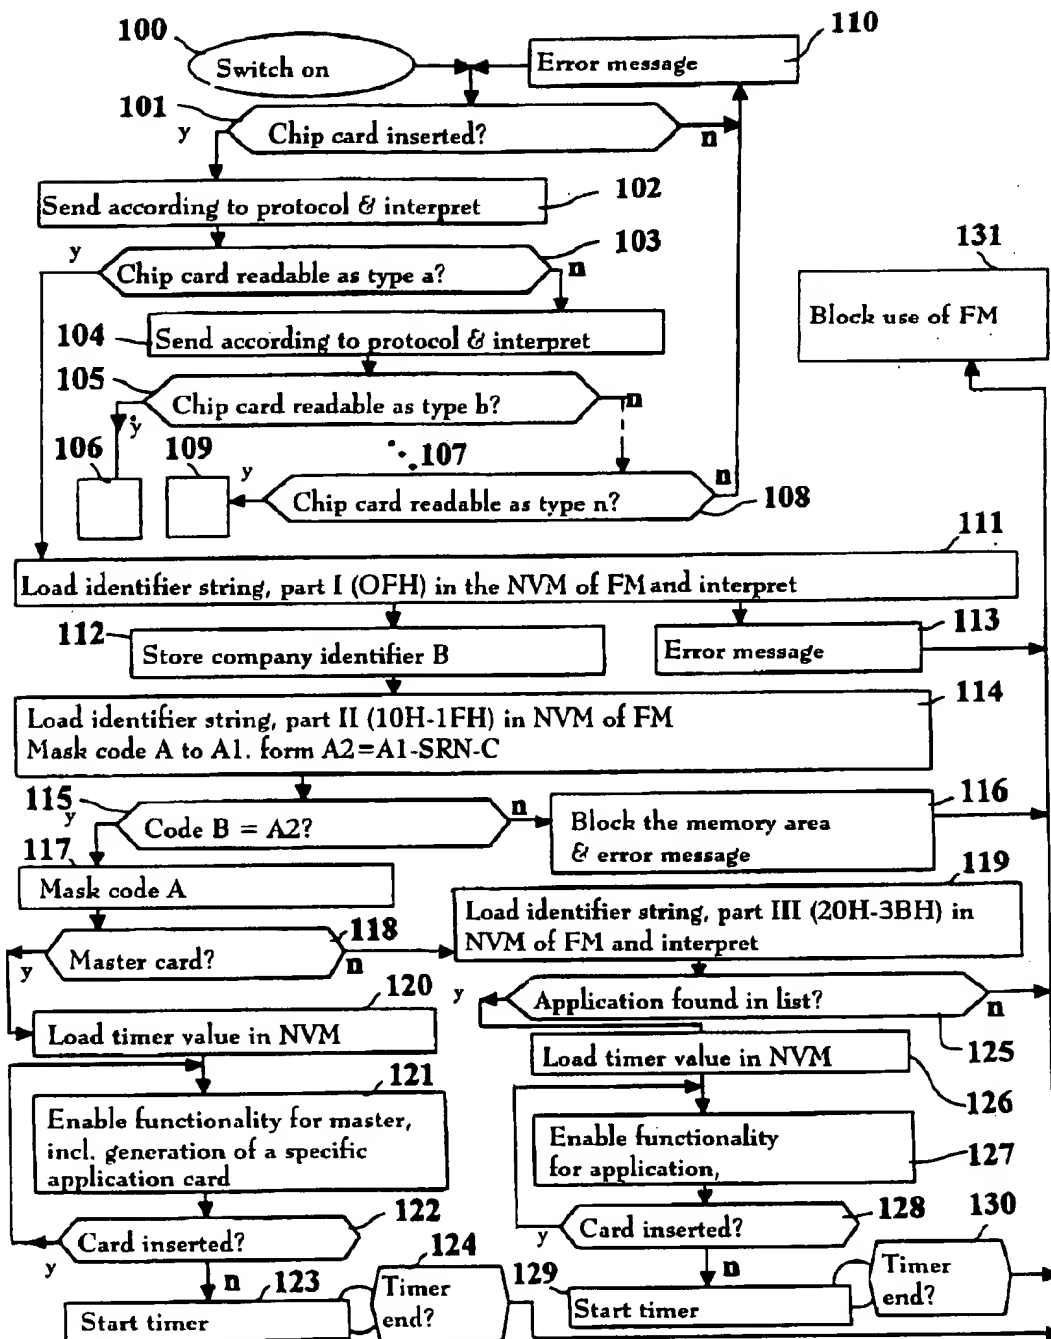 100
110
Switch on
Error message
101
y
Chip card inserted?
n
102
Send according to protocol & interpret
y
103
131
Chip card readable as type a?
n
Block use of FM
104
Send according to protocol & interpret
105
Chip card readable as type b?
n
y
106
109
107
y
n
Chip card readable as type n?
108
111
Load identifier string, part I (OFH) in the NVM of FM and interpret
112
113
Store company identifier B
Error message
114
Load identifier string, part II (10H-1FH) in NVM of FM
Mask code A to A1. form A2=A1-SRN-C
115
y
n
116
Code B = A2?
Block the memory area
& error message
117
Mask code A
119
118
Load identifier string, part III (20H-3BH) in
NVM of FM and interpret
Master card?
y
n
120
y
Application found in list?
n
Load timer value in NVM
125
Load timer value in NVM
126
121
Enable functionality for master,
incl. generation of a specific
application card
Enable functionality
for application,
127
122
128
130
Card inserted?
y
Card inserted?
y
124
n
n
123
129
Timer
end?
Timer
end?
Start timer
Start timer